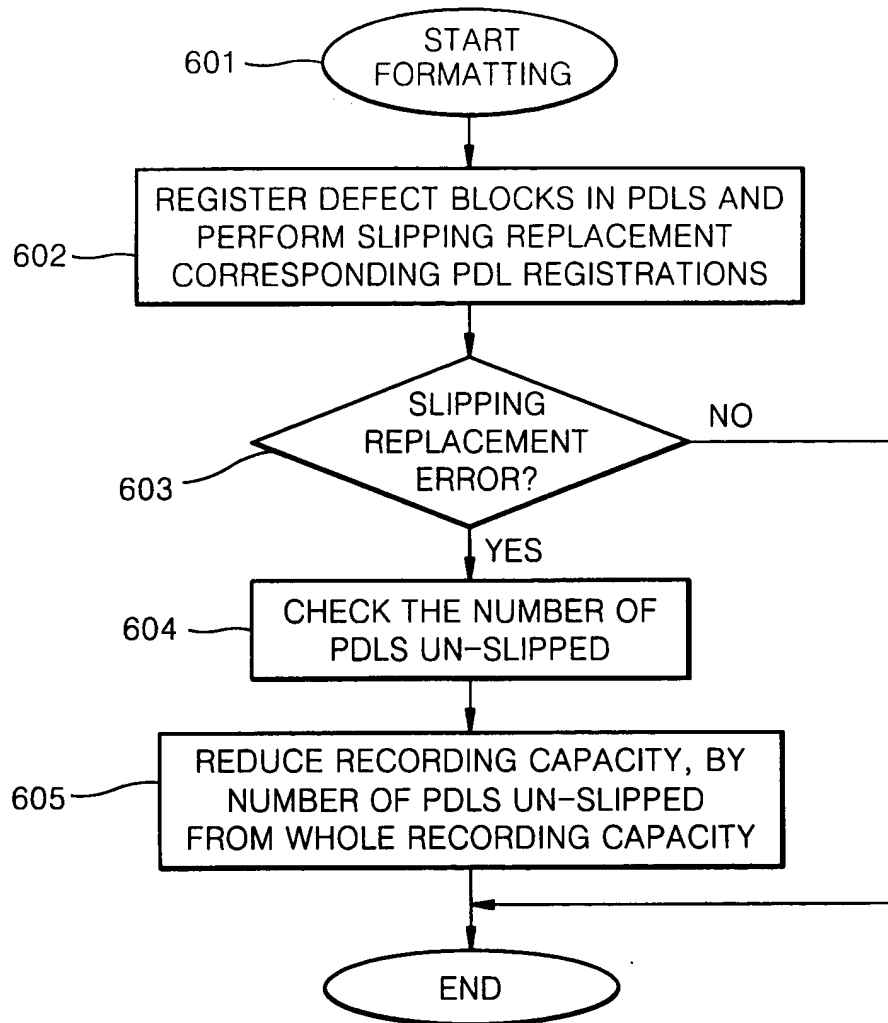 601
START
FORMATTING
602
REGISTER DEFECT BLOCKS IN PDLS AND
PERFORM SLIPPING REPLACEMENT
CORRESPONDING PDL REGISTRATIONS
603
SLIPPING
REPLACEMENT
ERROR?
NO
YES
604
CHECK THE NUMBER OF
PDLS UN-SLIPPED
605
REDUCE RECORDING CAPACITY, BY
NUMBER OF PDLS UN-SLIPPED
FROM WHOLE RECORDING CAPACITY
END